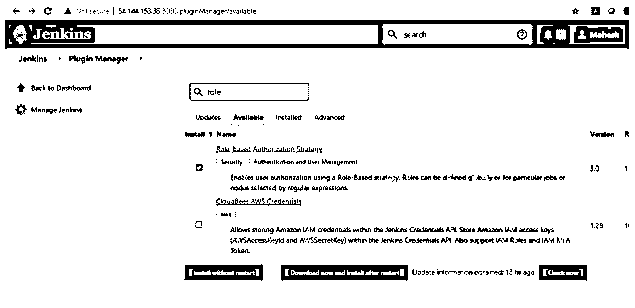 Not secure | 54.144.153.35:8080/pluginManager/available
Jenkins
search
Mahesh
Jenkins
Plugin Manager
Back to Dashboard
Manage Jenkins
role
Updates Available Installed Advanced
Install Name Version
Role-based Authorization Strategy
Security Authentication and User Management
Enables user authorization using a Role-Based strategy. Roles can be defined globally or for particular jobs or nodes selected by regular expressions.
3.0
CloudBees AWS Credentials
aws
Allows storing Amazon IAM credentials within the Jenkins Credentials API. Store Amazon IAM access keys
(AWSAccessKeyId and AWSSecretKey) within the Jenkins Credentials API. Also support IAM Roles and IAM MFA
Token.
1.28
Install without restart Download now and install after restart Update information obtained: 13 hr ago Check now